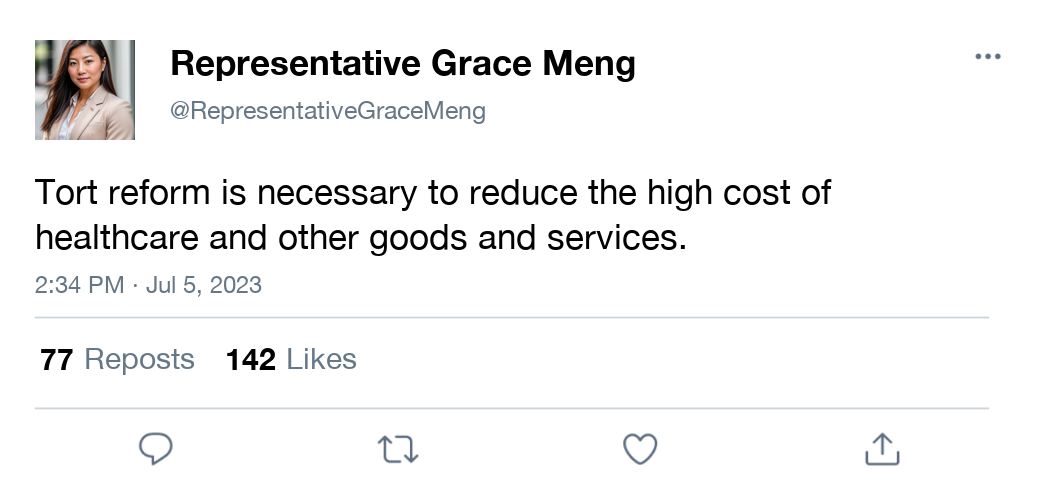 Representative Grace Meng
@RepresentativeGraceMeng
Tort reform is necessary to reduce the high cost of
healthcare and other goods and services.
2:34 PM · Jul 5, 2023
77 Reposts 142 Likes